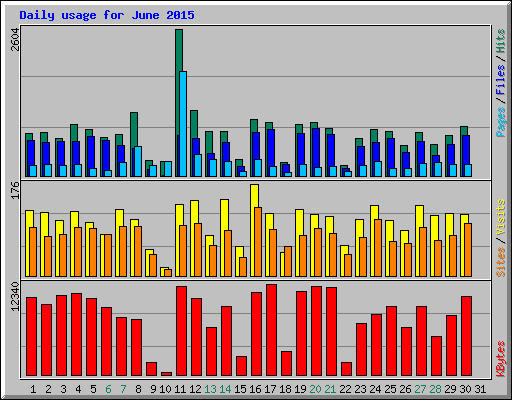 Daily usage for June 2015
2604
Pages / Files / Hits
176
Sites / Visits
12340
KBytes
1 2 3 4 5 6 7 8 9 10 11 12 13 14 15 16 17 18 19 20 21 22 23 24 25 26 27 28 29 30 31